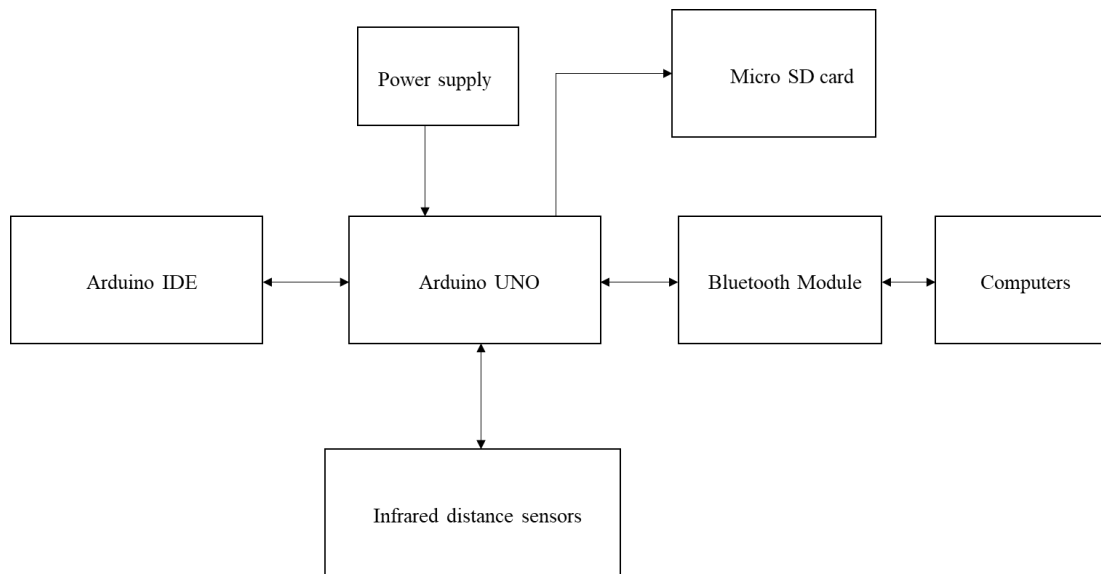 Power supply
Micro SD card
Arduino IDE
Arduino UNO
Bluetooth Module
Computers
Infrared distance sensors